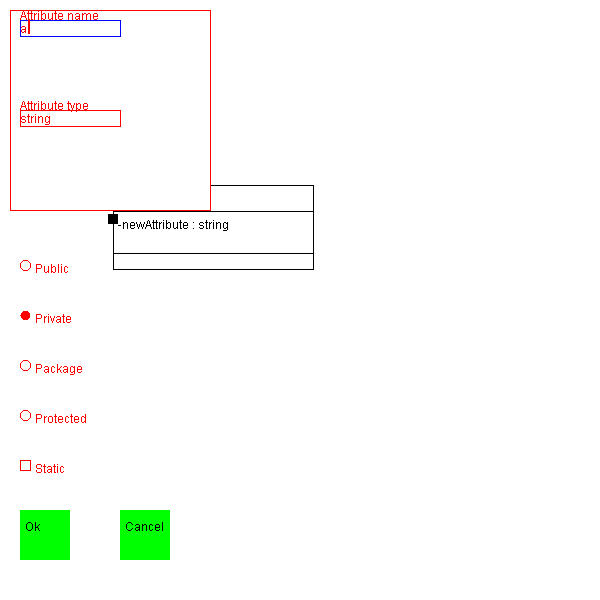 Attribute name
a
Attribute type
string
-newAttribute : string
Public
Private
Package
Protected
Static
Ok
Cancel